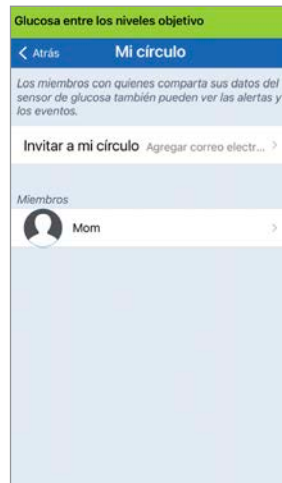 Glucosa entre los niveles objetivo
Atrás
Mi círculo
Los miembros con quienes comparta sus datos del
sensor de glucosa también pueden ver las alertas y
los eventos.
Invitar a mi círculo Agregar correo electr...
Miembros
Mom